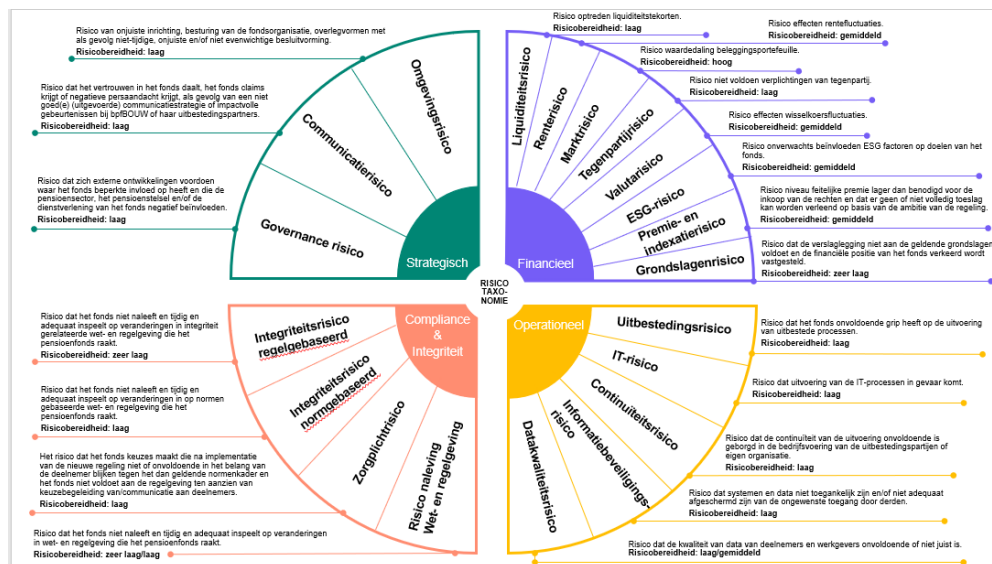 Risico van onjuiste inrichting, besturing van de fondsorganisatie, overlegvormen met
als gevolg niet-tijdige, onjuiste en/of niet evenwichtige besluitvorming.
Risicobereidheid: laag
Risico dat het vertrouwen in het fonds daalt, het fonds claims
krijgt of negatieve persaandacht krijgt, als gevolg van een niet
goed(e) (uitgevoerde) communicatiestrategie of impactvolle
gebeurtenissen bij bpfBOUW of haar uitbestedingspartners.
Risicobereidheid: laag
Risico dat zich externe ontwikkelingen voordoen
waar het fonds beperkte invloed op heeft en die de
pensioensector, het pensioenstelsel en/of de
dienstverlening van het fonds negatief beïnvloeden.
Risicobereidheid: laag
Omgevingsrisico
Communicatierisico
Governance risico
Strategisch
Risico optreden liquiditeitstekorten.
Risicobereidheid: laag
Risico effecten rentefluctuaties.
Risicobereidheid: gemiddeld
Risico waardedaling beleggingsportefeuille.
Risicobereidheid: hoog
Risico niet voldoen verplichtingen van tegenpartij.
Risicobereidheid: laag
Risico effecten wisselkoersfluctuaties.
Risicobereidheid: gemiddeld
Risico onverwachts beïnvloeden ESG factoren op doelen van het
fonds.
Risicobereidheid: gemiddeld
Risico niveau feitelijke premie lager dan benodigd voor de
inkoop van de rechten en dat er geen of niet volledig toeslag
kan worden verleend op basis van de ambitie van de regeling.
Risicobereidheid: gemiddeld
Risico dat de verslaglegging niet aan de geldende grondslagen
voldoet en de financiële positie van het fonds verkeerd wordt
vastgesteld.
Risicobereidheid: zeer laag
Liquiditeitsrisico
Renterisico
Marktrisico
Tegenpartijrisico
Valutarisico
ESG-risico
Premie- en
indexatierisico
Grondslagenrisico
Financieel
RISICO
TAXO-
NOMIE
Risico dat het fonds niet naleeft en tijdig en
adequaat inspeelt op veranderingen in integriteit
gerelateerde wet- en regelgeving die het
pensioenfonds raakt.
Risicobereidheid: zeer laag
Risico dat het fonds niet naleeft en tijdig en
adequaat inspeelt op veranderingen in op normen
gebaseerde wet- en regelgeving die het
pensioenfonds raakt.
Risicobereidheid: laag
Het risico dat het fonds keuzes maakt die na implementatie
van de nieuwe regeling niet of onvoldoende in het belang van
de deelnemer blijken tegen het dan geldende normenkader en
het fonds niet voldoet aan de regelgeving ten aanzien van
keuzebegeleiding van/communicatie aan deelnemers.
Risicobereidheid: laag
Risico dat het fonds niet naleeft en tijdig en adequaat inspeelt op veranderingen
in wet- en regelgeving die het pensioenfonds raakt.
Risicobereidheid: zeer laag/laag
Integriteitsrisico
regelgebaseerd
Integriteitsrisico
normgebaseerd
Zorgplichtrisico
Risico naleving
Wet- en regelgeving
Compliance
&
Integriteit
Operationeel
Uitbestedingsrisico
IT-risico
Continuïteitsrisico
Informatiebeveiligings-
risico
Datakwaliteitsrisico
Risico dat het fonds onvoldoende grip heeft op de uitvoering
van uitbestede processen.
Risicobereidheid: laag
Risico dat uitvoering van de IT-processen in gevaar komt.
Risicobereidheid: laag
Risico dat de continuïteit van de uitvoering onvoldoende is
geborgd in de bedrijfsvoering van de uitbestedingspartijen of
eigen organisatie.
Risicobereidheid: laag
Risico dat systemen en data niet toegankelijk zijn en/of niet adequaat
afgeschermd zijn van de ongewenste toegang door derden.
Risicobereidheid: laag
Risico dat de kwaliteit van data van deelnemers en werkgevers onvoldoende of niet juist is.
Risicobereidheid: laag/gemiddeld